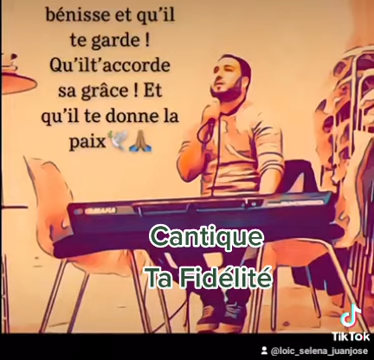 bénisse et qu'il
te garde !
Qu'ilt'accorde
sa grâce ! Et
qu'il te donne la
paix🕊️🙏🏽
YAMAHA
Cantique
Ta Fidélité
TikTok
@loic_selena_juanjose